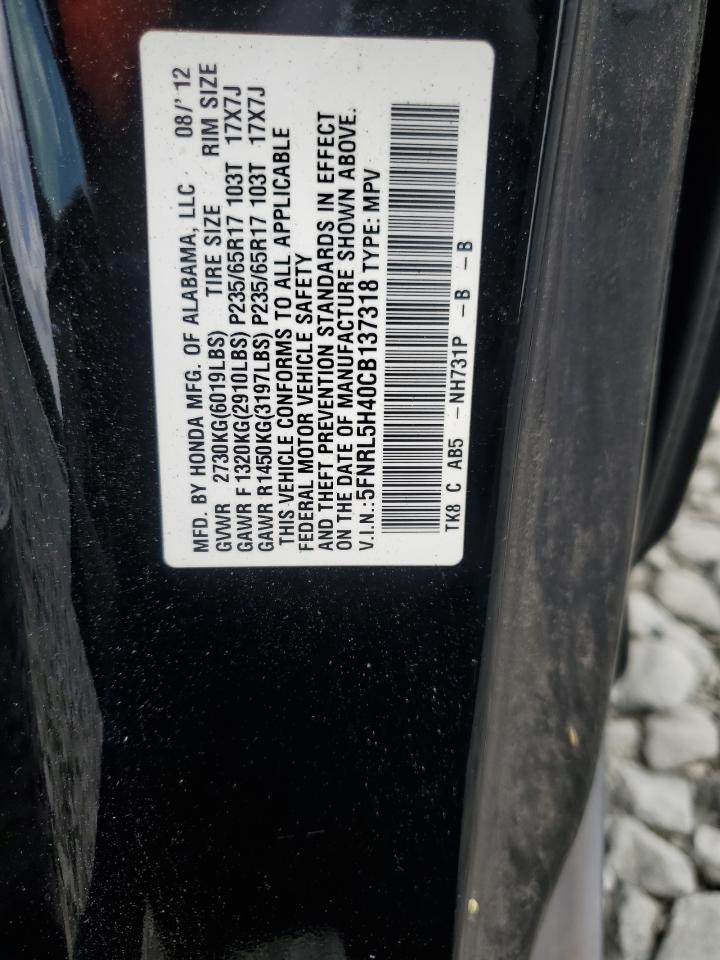 MFD. BY HONDA MFG. OF ALABAMA, LLC 08/'12
GVWR 2730KG(6019LBS) TIRE SIZE RIM SIZE
GAWR F 1320KG(2910LBS) P235/65R17 103T 17X7J
GAWR R1450KG(3197LBS) P235/65R17 103T 17X7J
THIS VEHICLE CONFORMS TO ALL APPLICABLE
FEDERAL MOTOR VEHICLE SAFETY
AND THEFT PREVENTION STANDARDS IN EFFECT
ON THE DATE OF MANUFACTURE SHOWN ABOVE.
V.I.N.:5FNRL5H40CB137318 TYPE: MPV
TK8 C AB5 –NH731P –B –B